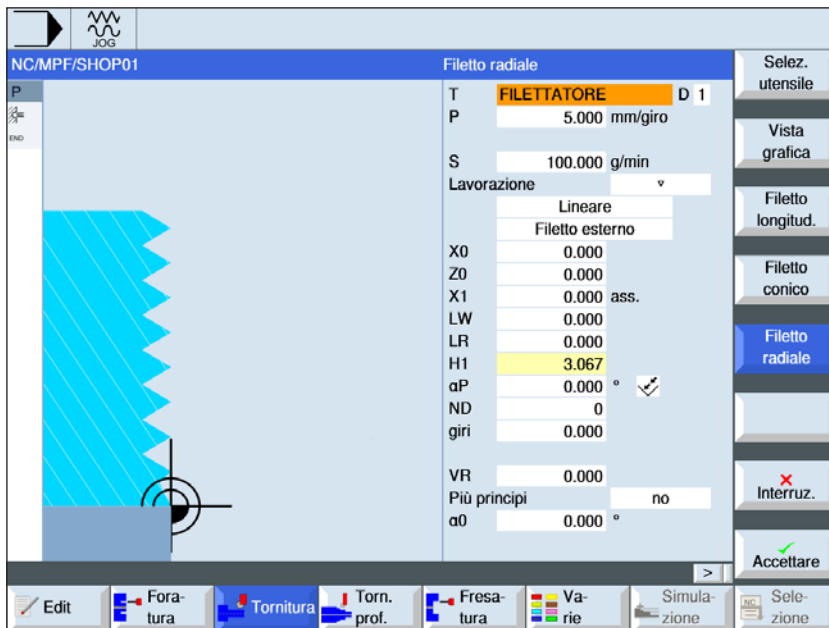 JOG
NC/MPF/SHOP01
Filetto radiale
P
END
T FILETTATORE D 1
P 5.000 mm/giro
S 100.000 g/min
Lavorazione ▿
Lineare
Filetto esterno
X0 0.000
Z0 0.000
X1 0.000 ass.
LW 0.000
LR 0.000
H1 3.067
αP 0.000 °
ND 0
giri 0.000
VR 0.000
Più principi no
α0 0.000 °
>
Selez.
utensile
Vista
grafica
Filetto
longitud.
Filetto
conico
Filetto
radiale
Interruz.
Accettare
Edit
Fora-
tura
Tornitura
Torn.
prof.
Fresa-
tura
Va-
rie
Simula-
zione
NC
Sele-
zione